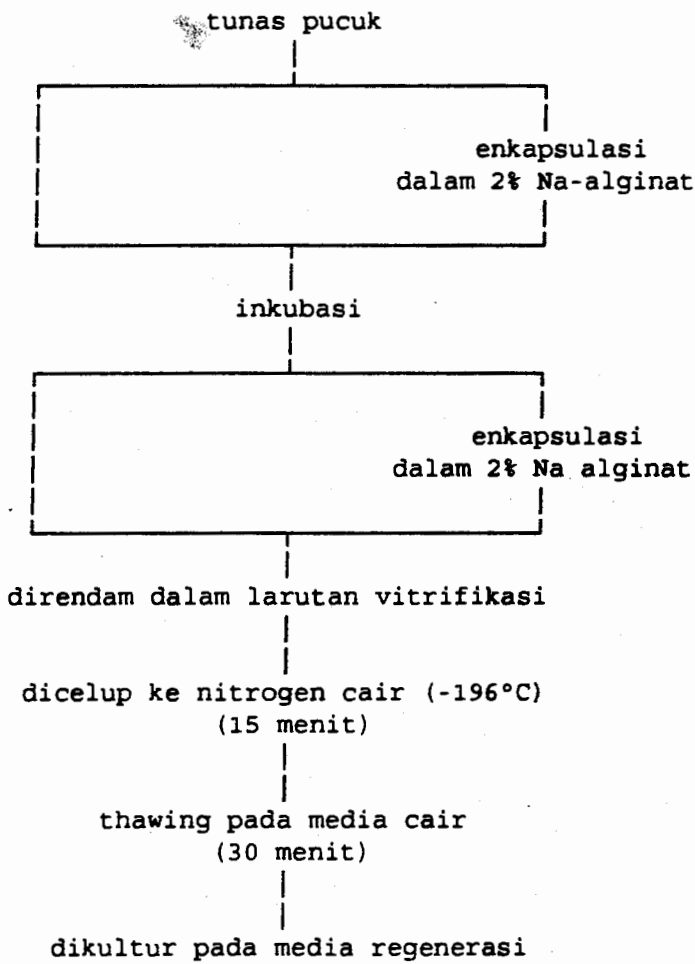 tunas pucuk
enkapsulasi
dalam 2% Na-alginat
inkubasi
enkapsulasi
dalam 2% Na alginat
direndam dalam larutan vitrifikasi
dicelup ke nitrogen cair (-196°C)
(15 menit)
thawing pada media cair
(30 menit)
dikultur pada media regenerasi